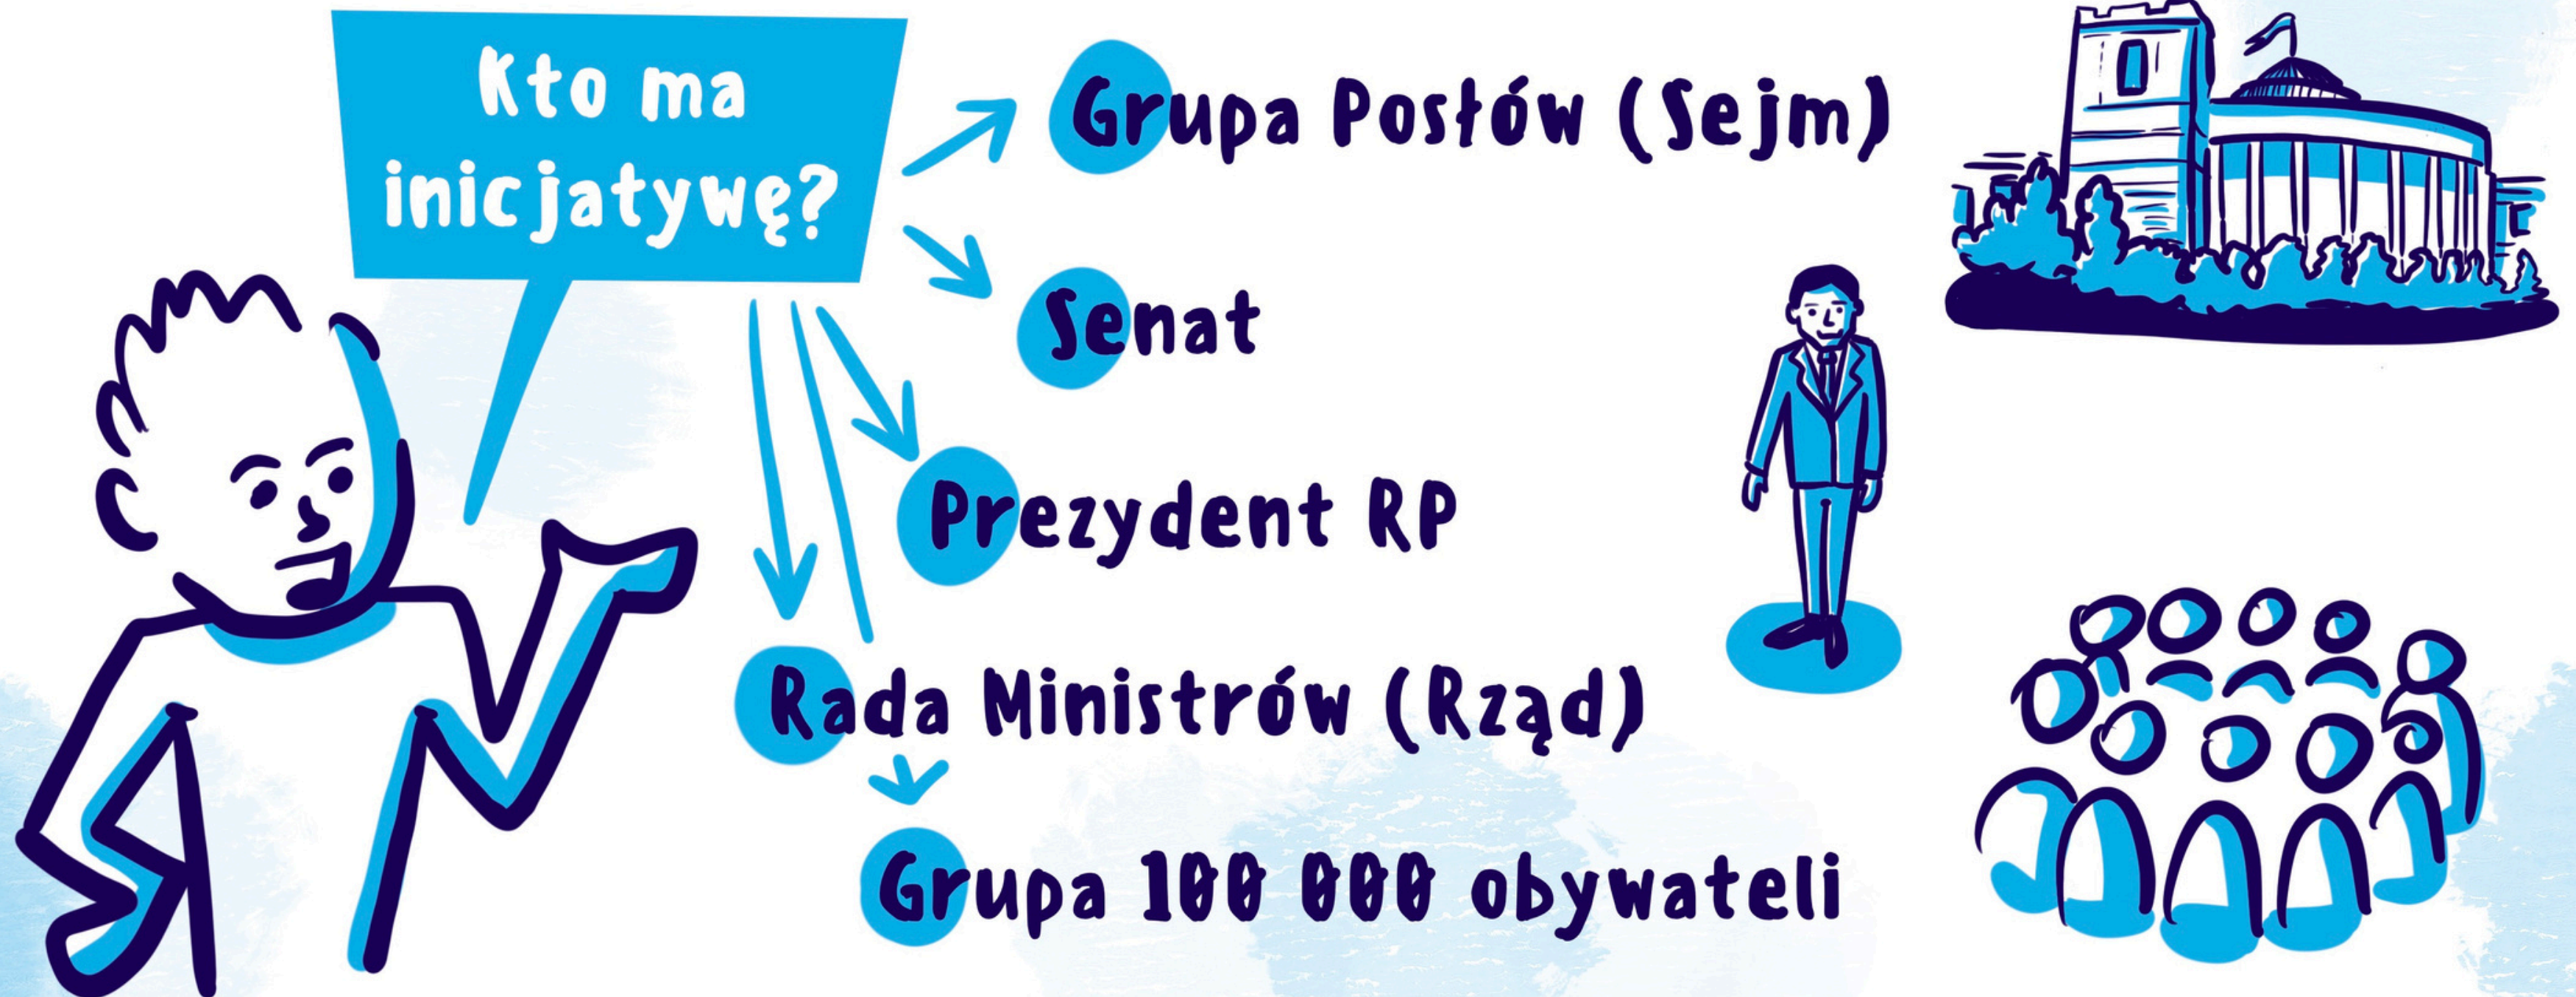 Kto ma
inicjatywę?
Grupa Posłów (Sejm)
Senat
Prezydent RP
Rada Ministrów (Rząd)
Grupa 100 000 obywateli